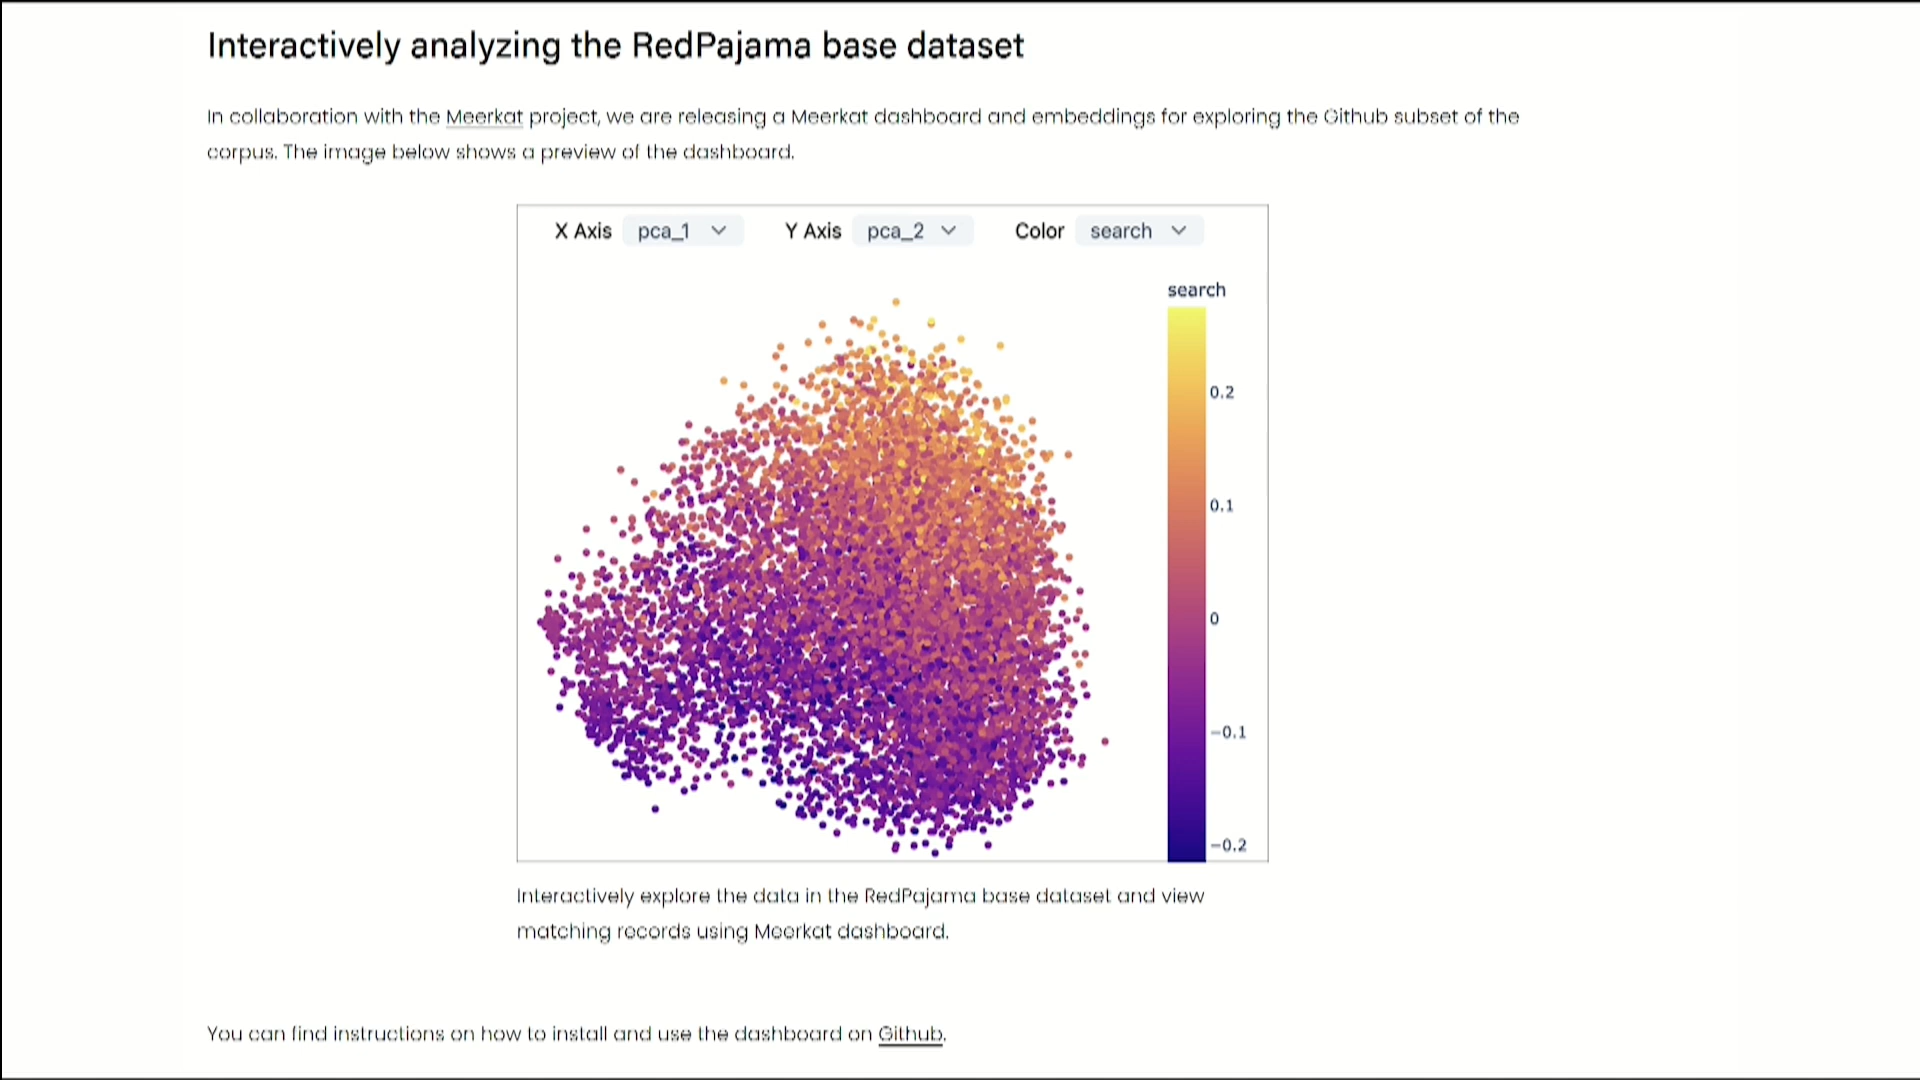 Interactively analyzing the RedPajama base dataset
In collaboration with the Meerkat project, we are releasing a Meerkat dashboard and embeddings for exploring the Github subset of the
corpus. The image below shows a preview of the dashboard.
X Axis pca_1 Y Axis pca_2 Color search
search
0.2
0.1
0
−0.1
−0.2
Interactively explore the data in the RedPajama base dataset and view
matching records using Meerkat dashboard.
You can find instructions on how to install and use the dashboard on Github.